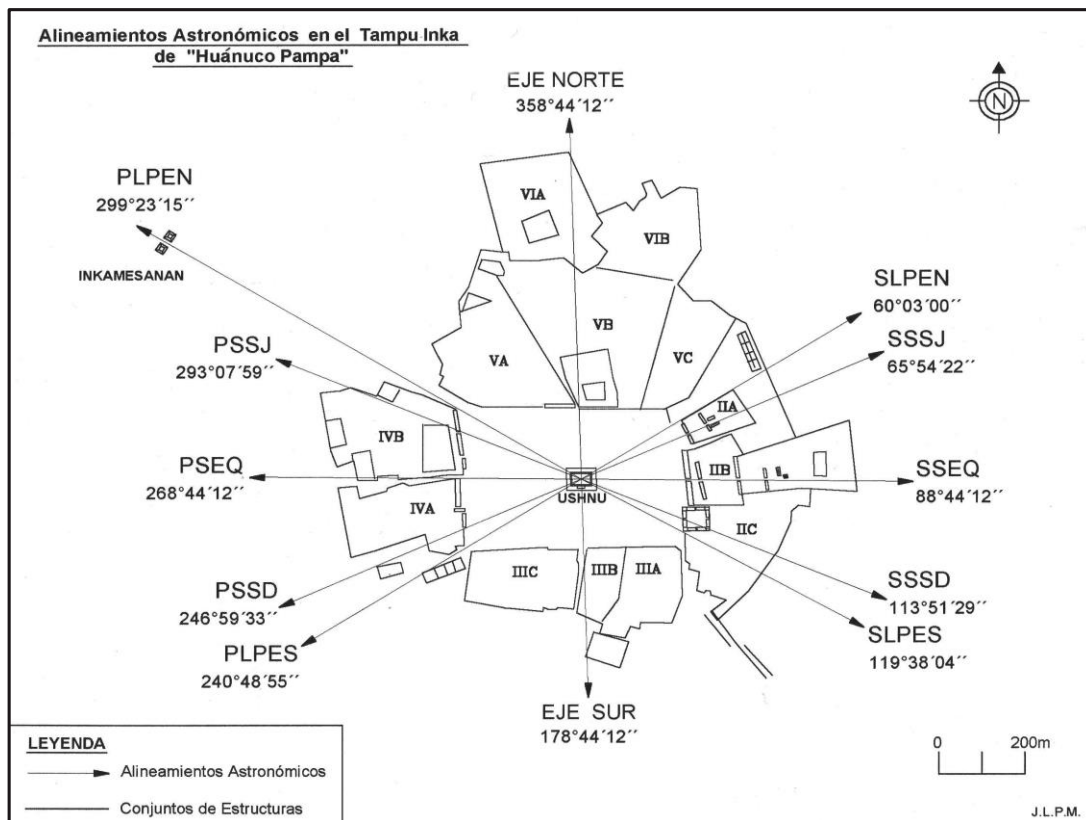 Alineamientos Astronómicos en el Tampu Inka
de "Huánuco Pampa"
EJE NORTE
358°44´12´´
N
PLPEN
299°23´15´´
INKAMESANAN
VIA
VIB
SLPEN
60°03´00´´
SSSJ
65°54´22´´
PSSJ
293°07´59´´
VA
VB
VC
IIA
IVB
IIB
PSEQ
268°44´12´´
SSEQ
88°44´12´´
USHNU
IVA
IIC
PSSD
246°59´33´´
IIIC
IIIB
IIIA
SSSD
113°51´29´´
PLPES
240°48´55´´
SLPES
119°38´04´´
EJE SUR
178°44´12´´
LEYENDA
Alineamientos Astronómicos
Conjuntos de Estructuras
0 200m
J.L.P.M.